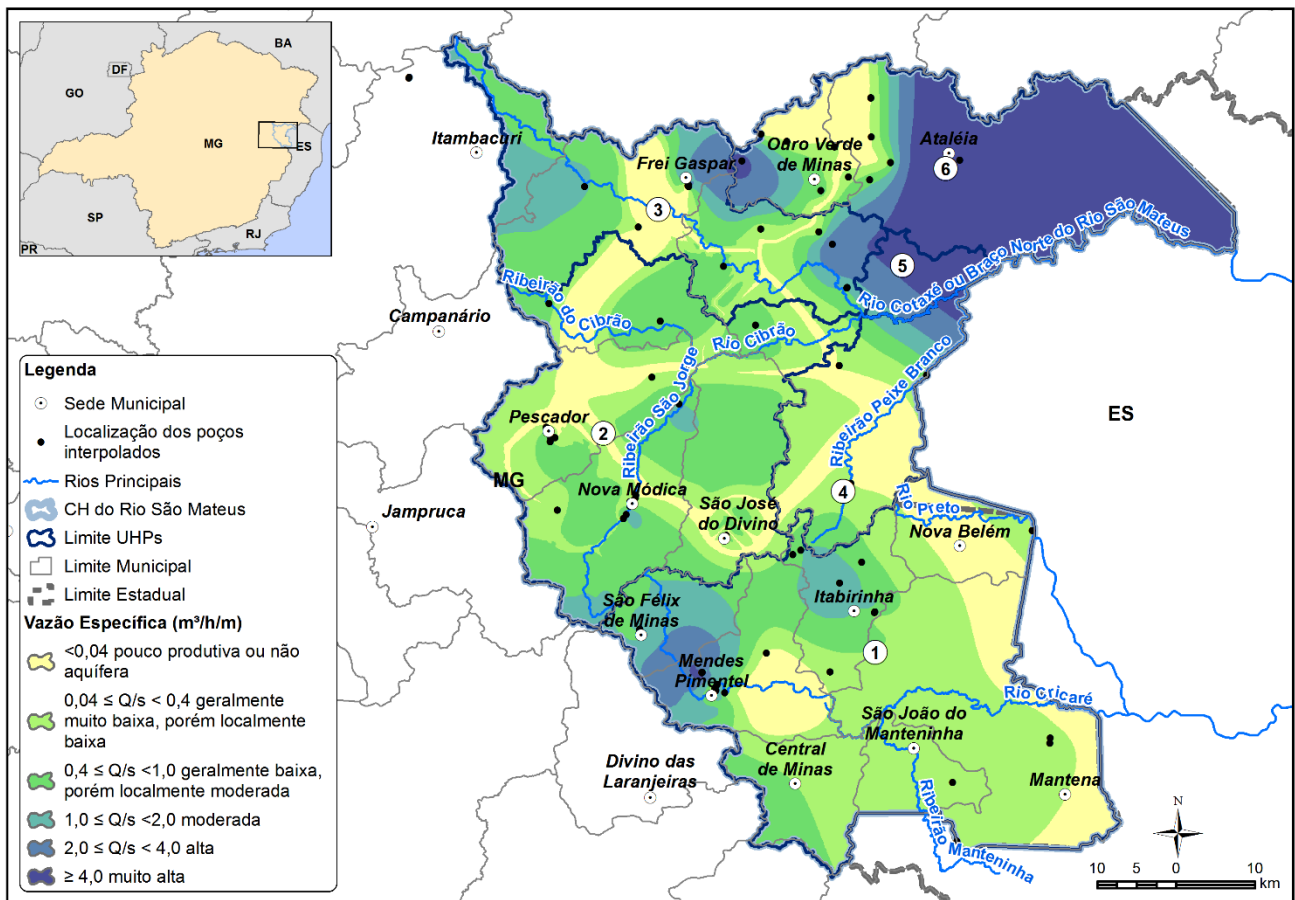 BA
DF
GO
MG
ES
SP
RJ
PR
Itambacuri
Frei Gaspar
Ouro Verde
de Minas
Ataléia
6
3
5
Rio Cotaxé ou Braço Norte do Rio São Mateus
Ribeirão do Cibrão
Campanário
Rio Cibrão
Ribeirão São Jorge
Ribeirão Peixe Branco
ES
Pescador
2
MG
Nova Módica
4
Rio Preto
Jampruca
São José
do Divino
Nova Belém
Itabirinha
São Félix
de Minas
1
Mendes
Pimentel
Rio Cricaré
São João do
Manteninha
Divino das
Laranjeiras
Central
de Minas
Mantena
Ribeirão Manteninha
Legenda
Sede Municipal
Localização dos poços
interpolados
Rios Principais
CH do Rio São Mateus
Limite UHPs
Limite Municipal
Limite Estadual
Vazão Específica (m³/h/m)
<0,04 pouco produtiva ou não
aquífera
0,04 ≤ Q/s < 0,4 geralmente
muito baixa, porém localmente
baixa
0,4 ≤ Q/s <1,0 geralmente baixa,
porém localmente moderada
1,0 ≤ Q/s <2,0 moderada
2,0 ≤ Q/s < 4,0 alta
≥ 4,0 muito alta
N
10 5 0 10
km